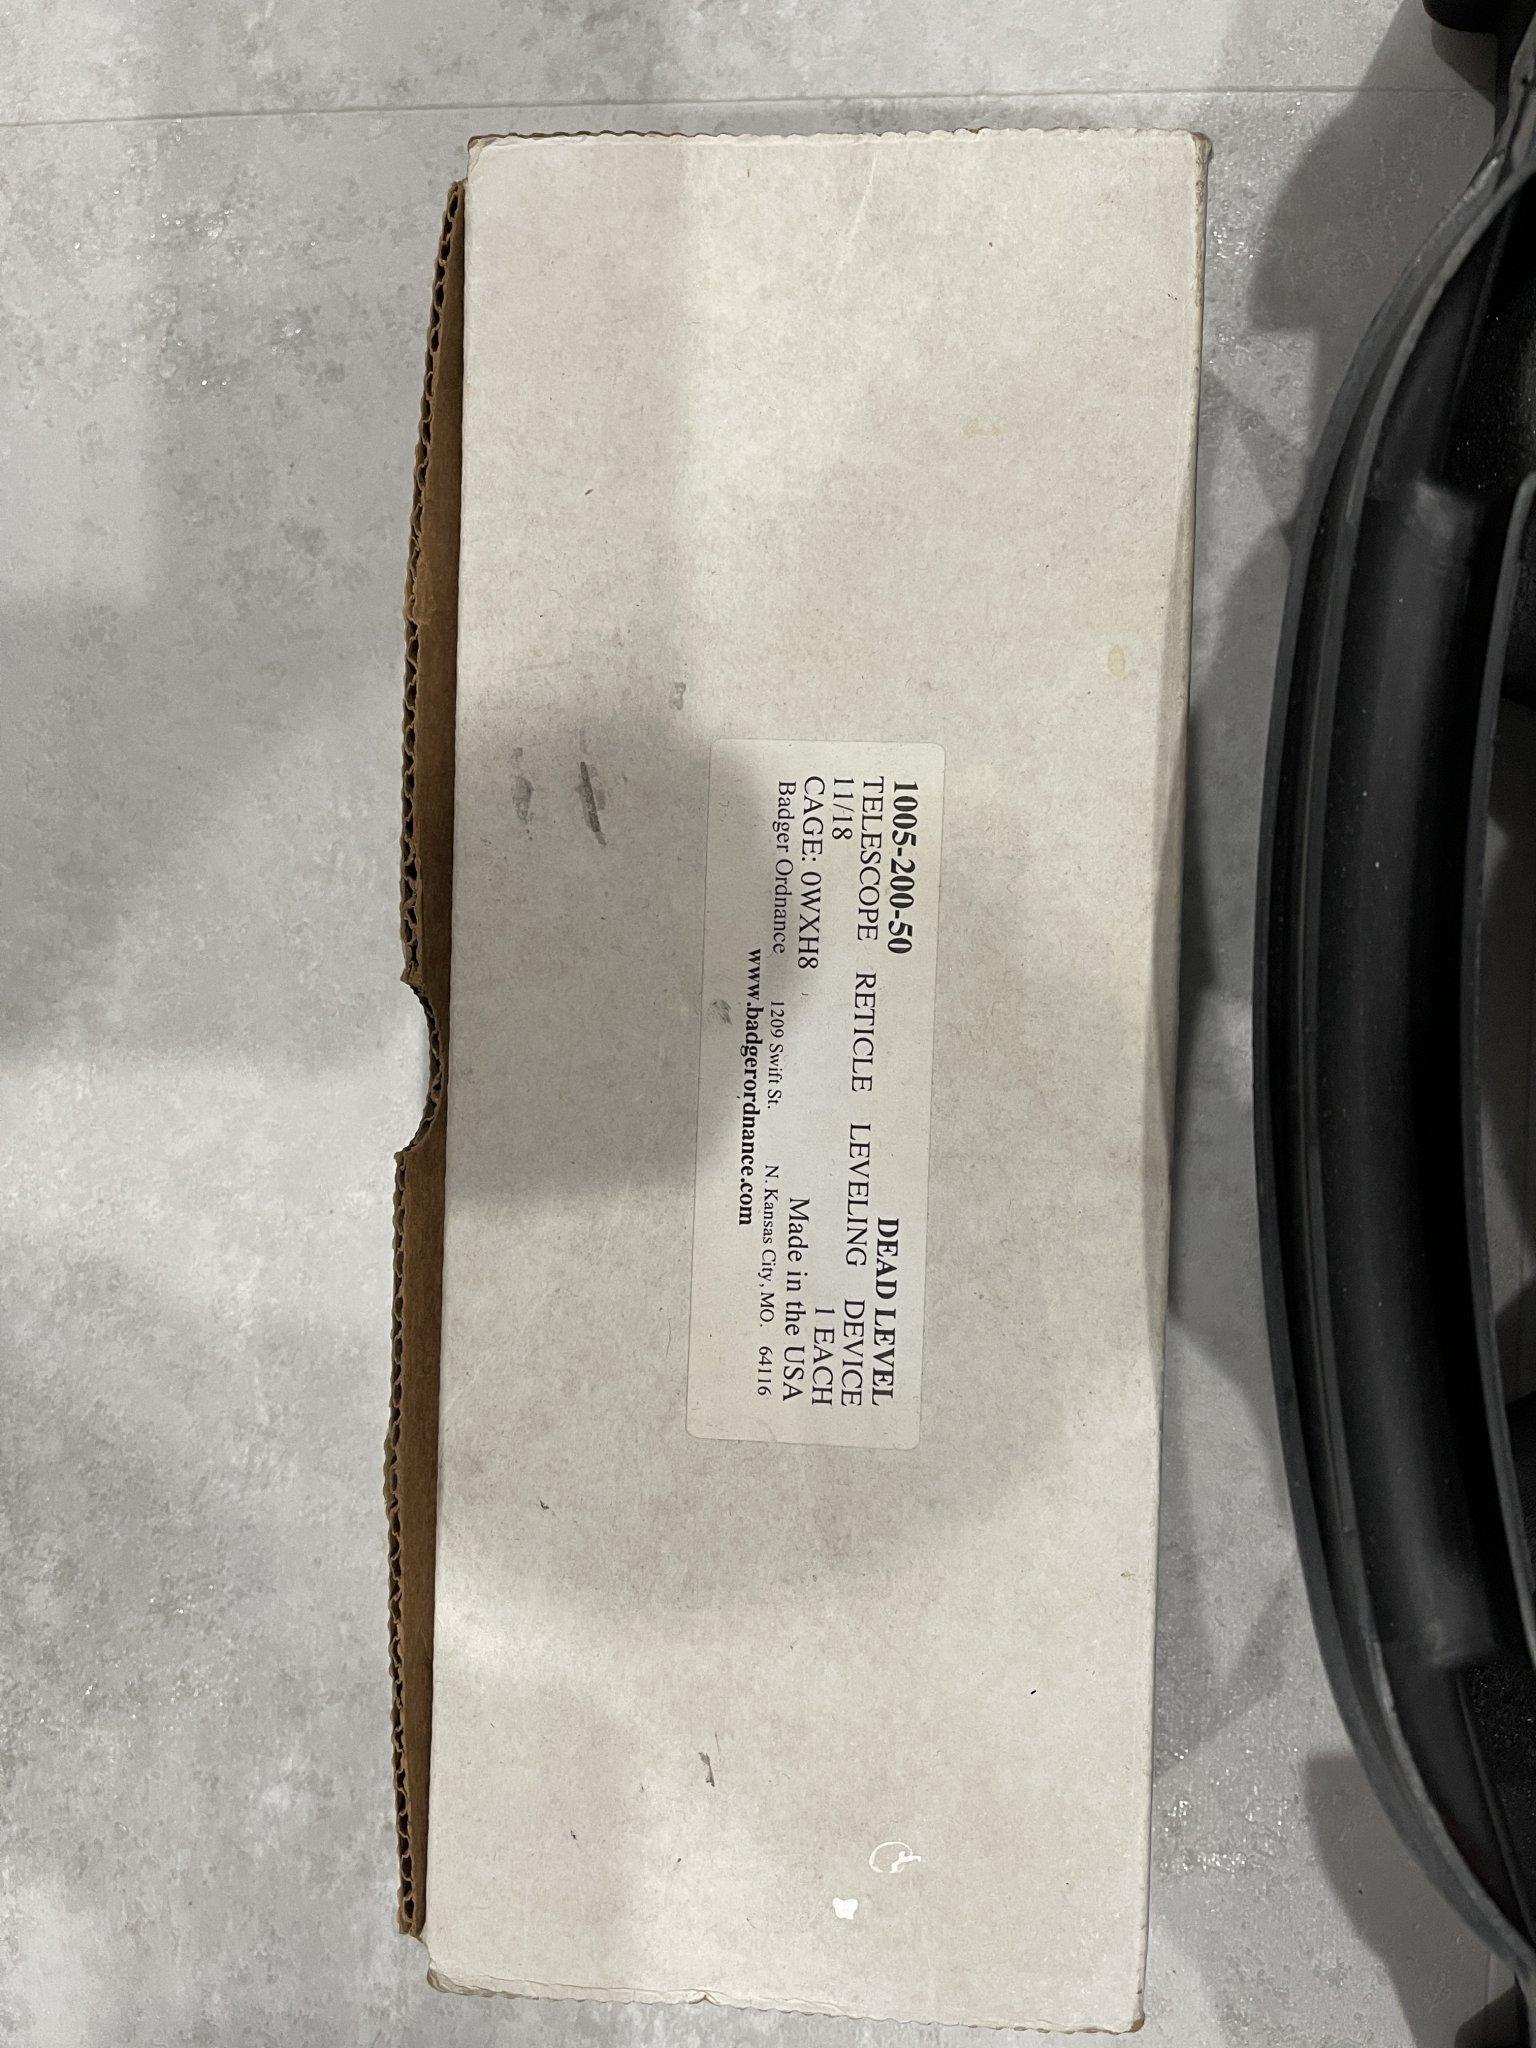 1005-200-50 DEAD LEVEL
TELESCOPE RETICLE LEVELING DEVICE
11/18 1 EACH
CAGE: 0WXH8 Made in the USA
Badger Ordnance 1209 Swift St. N. Kansas City, MO. 64116
www.badgerordnance.com